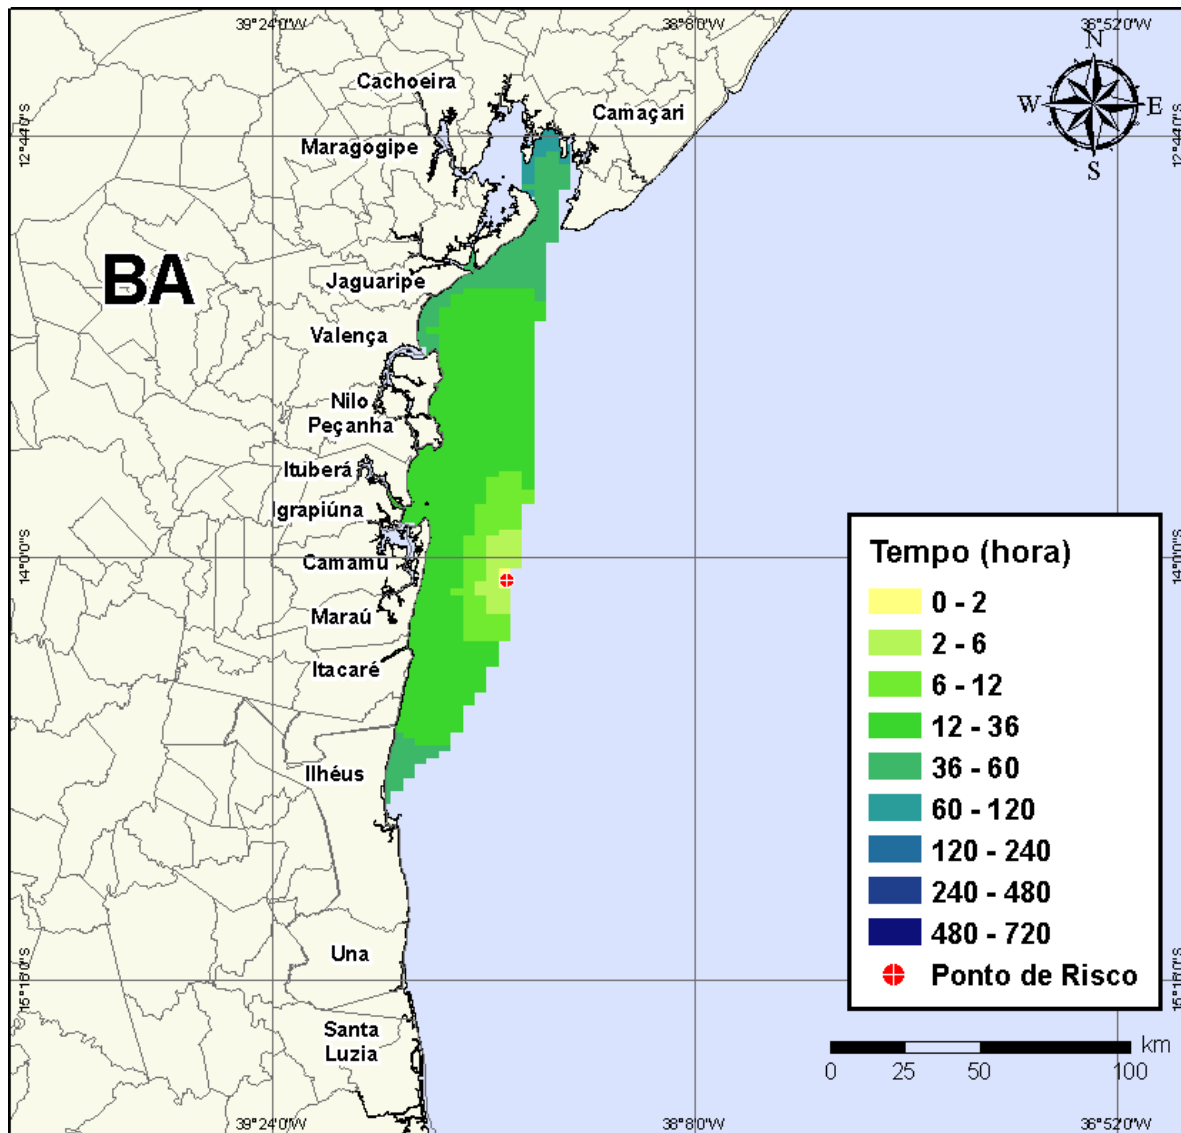 39°24'0"W
38°8'0"W
36°52'0"W
N
W
E
S
Cachoeira
Camaçari
12°44'0"S
12°44'0"S
Maragogipe
BA
Jaguaripe
Valença
Nilo
Peçanha
Ituberá
Igrapiúna
14°0'0"S
14°0'0"S
Camamu
Maraú
Itacaré
Ilhéus
Una
15°16'0"S
15°16'0"S
Santa
Luzia
Tempo (hora)
0 - 2
2 - 6
6 - 12
12 - 36
36 - 60
60 - 120
120 - 240
240 - 480
480 - 720
Ponto de Risco
km
0 25 50 100
39°24'0"W
38°8'0"W
36°52'0"W